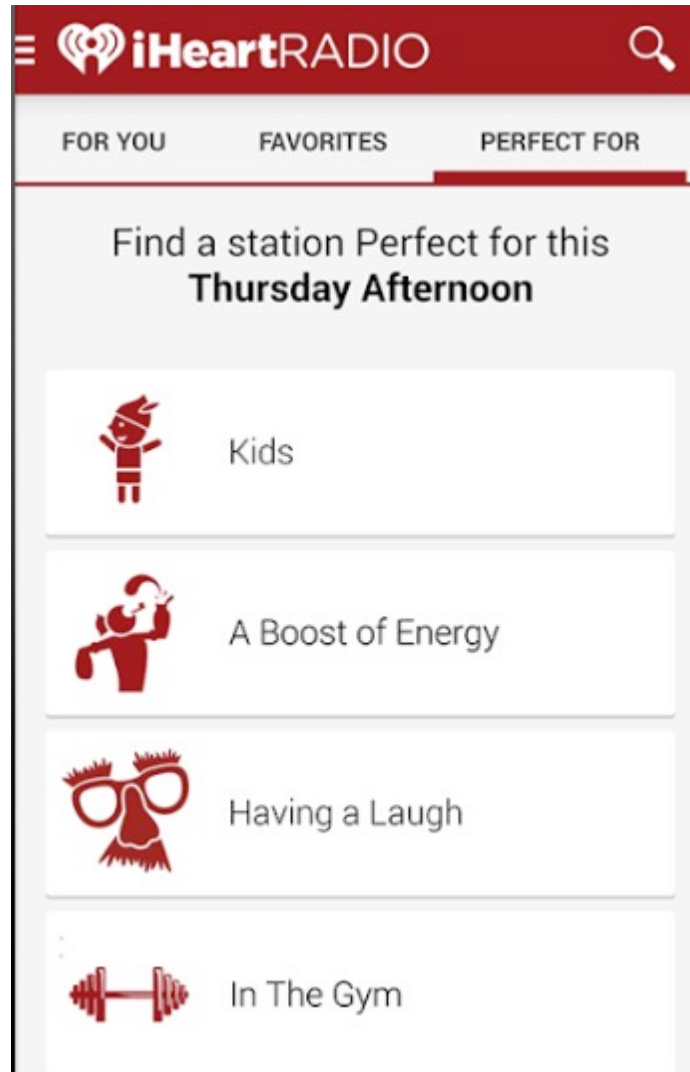 iHeartRADIO
FOR YOU FAVORITES PERFECT FOR
Find a station Perfect for this
Thursday Afternoon
Kids
A Boost of Energy
Having a Laugh
In The Gym